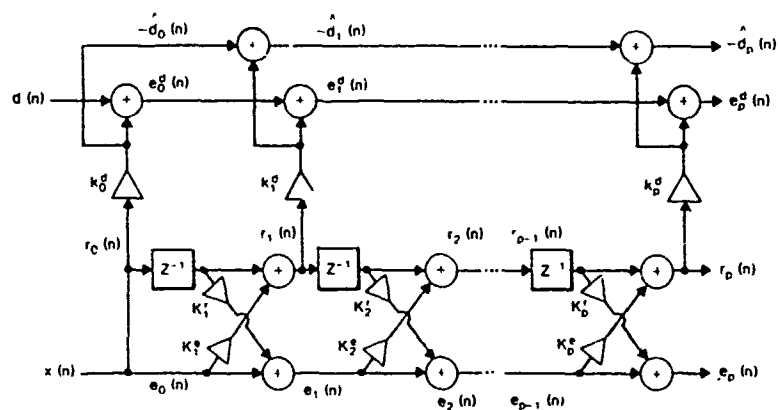 -d̂₀(n) + -d̂₁(n) ... + -d̂ₚ(n)
d(n) + e₀ᵈ(n) + e₁ᵈ(n) ... + eₚᵈ(n)
k₀ᵈ k₁ᵈ kₚᵈ
r₀(n) r₁(n) r₂(n) rₚ₋₁(n)
Z⁻¹ + Z⁻¹ + ... Z⁻¹ + rₚ(n)
K₁ʳ K₂ʳ Kₚʳ
K₁ᵉ K₂ᵉ Kₚᵉ
x(n) e₀(n) + e₁(n) + e₂(n) ... eₚ₋₁(n) + eₚ(n)